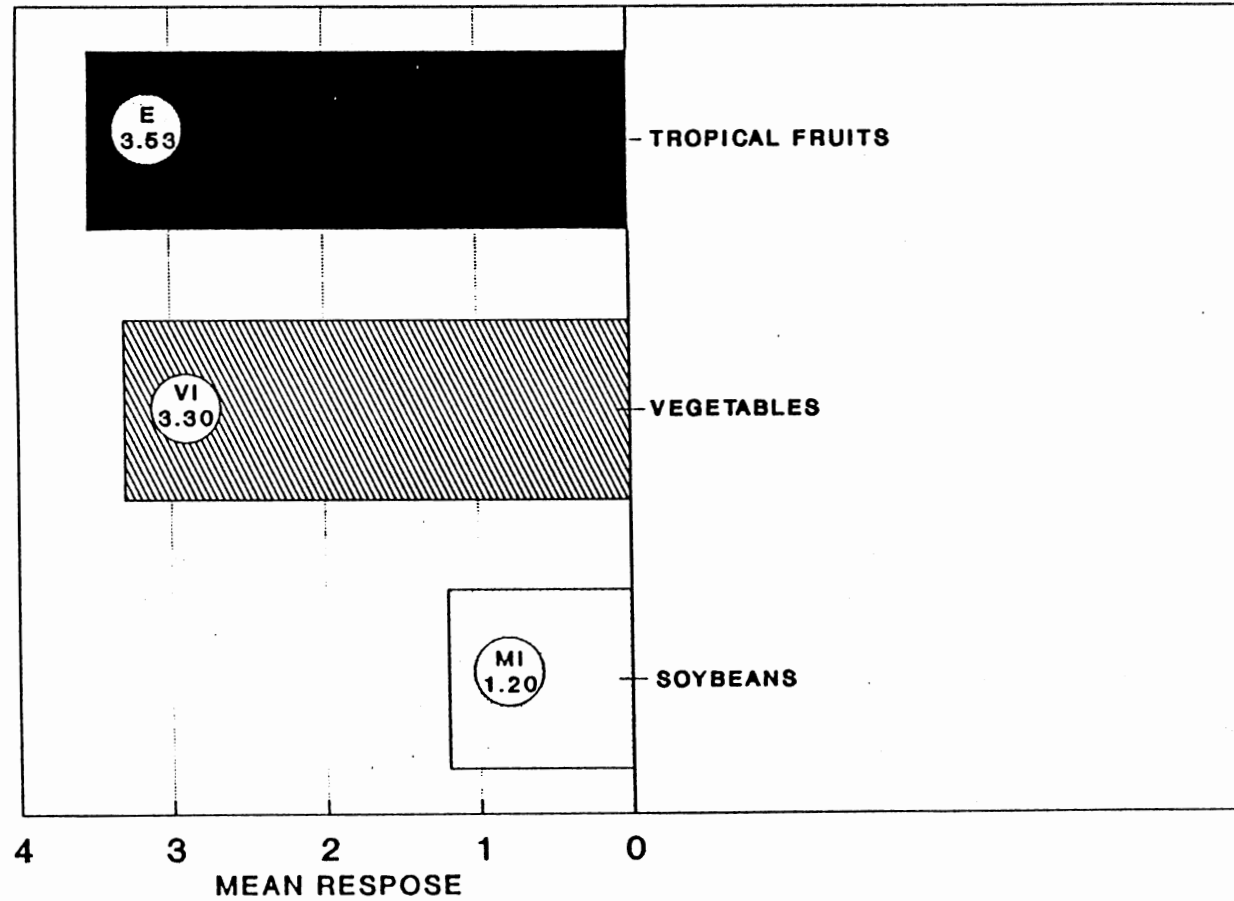 E
3.53
TROPICAL FRUITS
VI
3.30
VEGETABLES
MI
1.20
SOYBEANS
4 3 2 1 0
MEAN RESPOSE